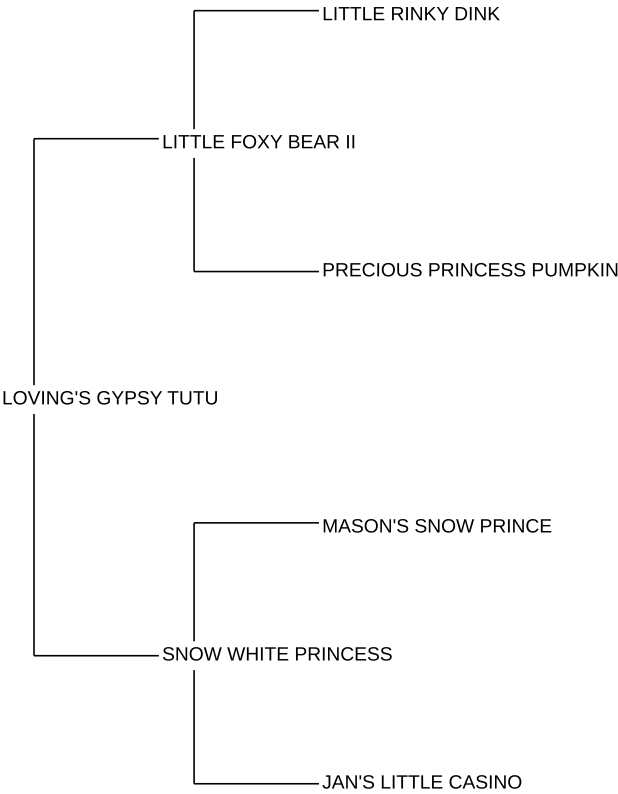 LITTLE RINKY DINK
LITTLE FOXY BEAR II
PRECIOUS PRINCESS PUMPKIN
LOVING'S GYPSY TUTU
MASON'S SNOW PRINCE
SNOW WHITE PRINCESS
JAN'S LITTLE CASINO